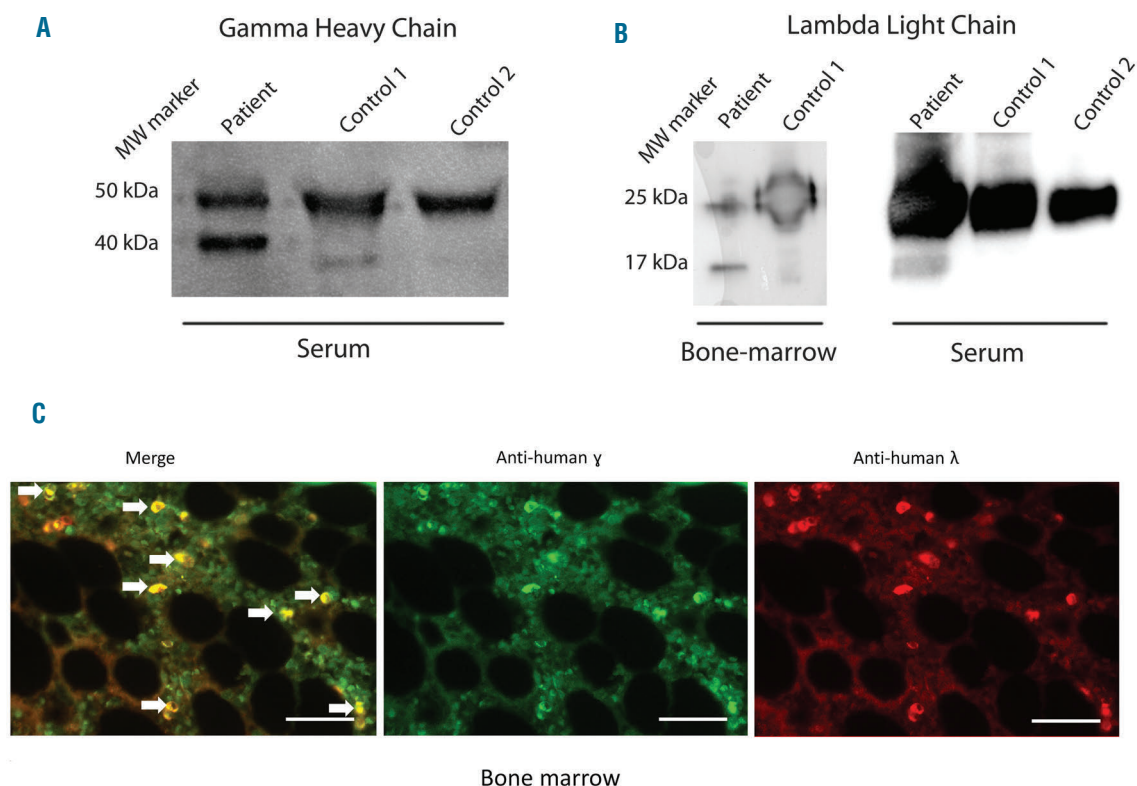 A
Gamma Heavy Chain
MW marker
Patient
Control 1
Control 2
50 kDa
40 kDa
Serum
B
Lambda Light Chain
MW marker
Patient
Control 1
Patient
Control 1
Control 2
25 kDa
17 kDa
Bone-marrow
Serum
C
Merge
Anti-human γ
Anti-human λ
Bone marrow